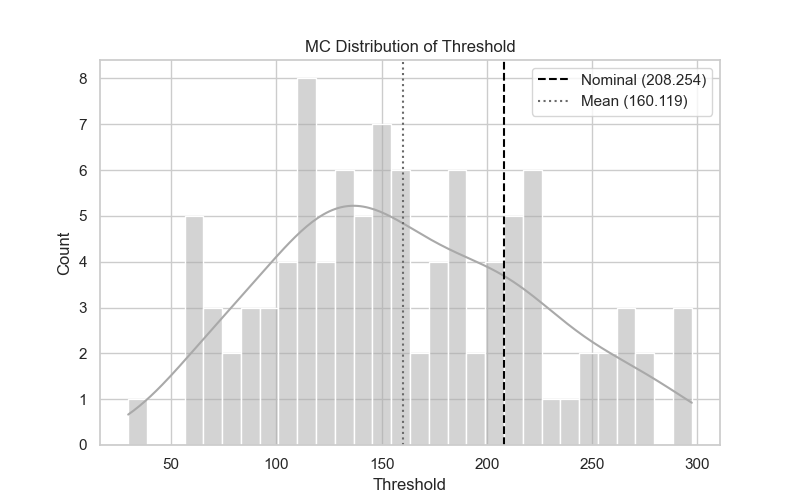 MC Distribution of Threshold
Nominal (208.254)
Mean (160.119)
Count
8
7
6
5
4
3
2
1
0
50 100 150 200 250 300
Threshold